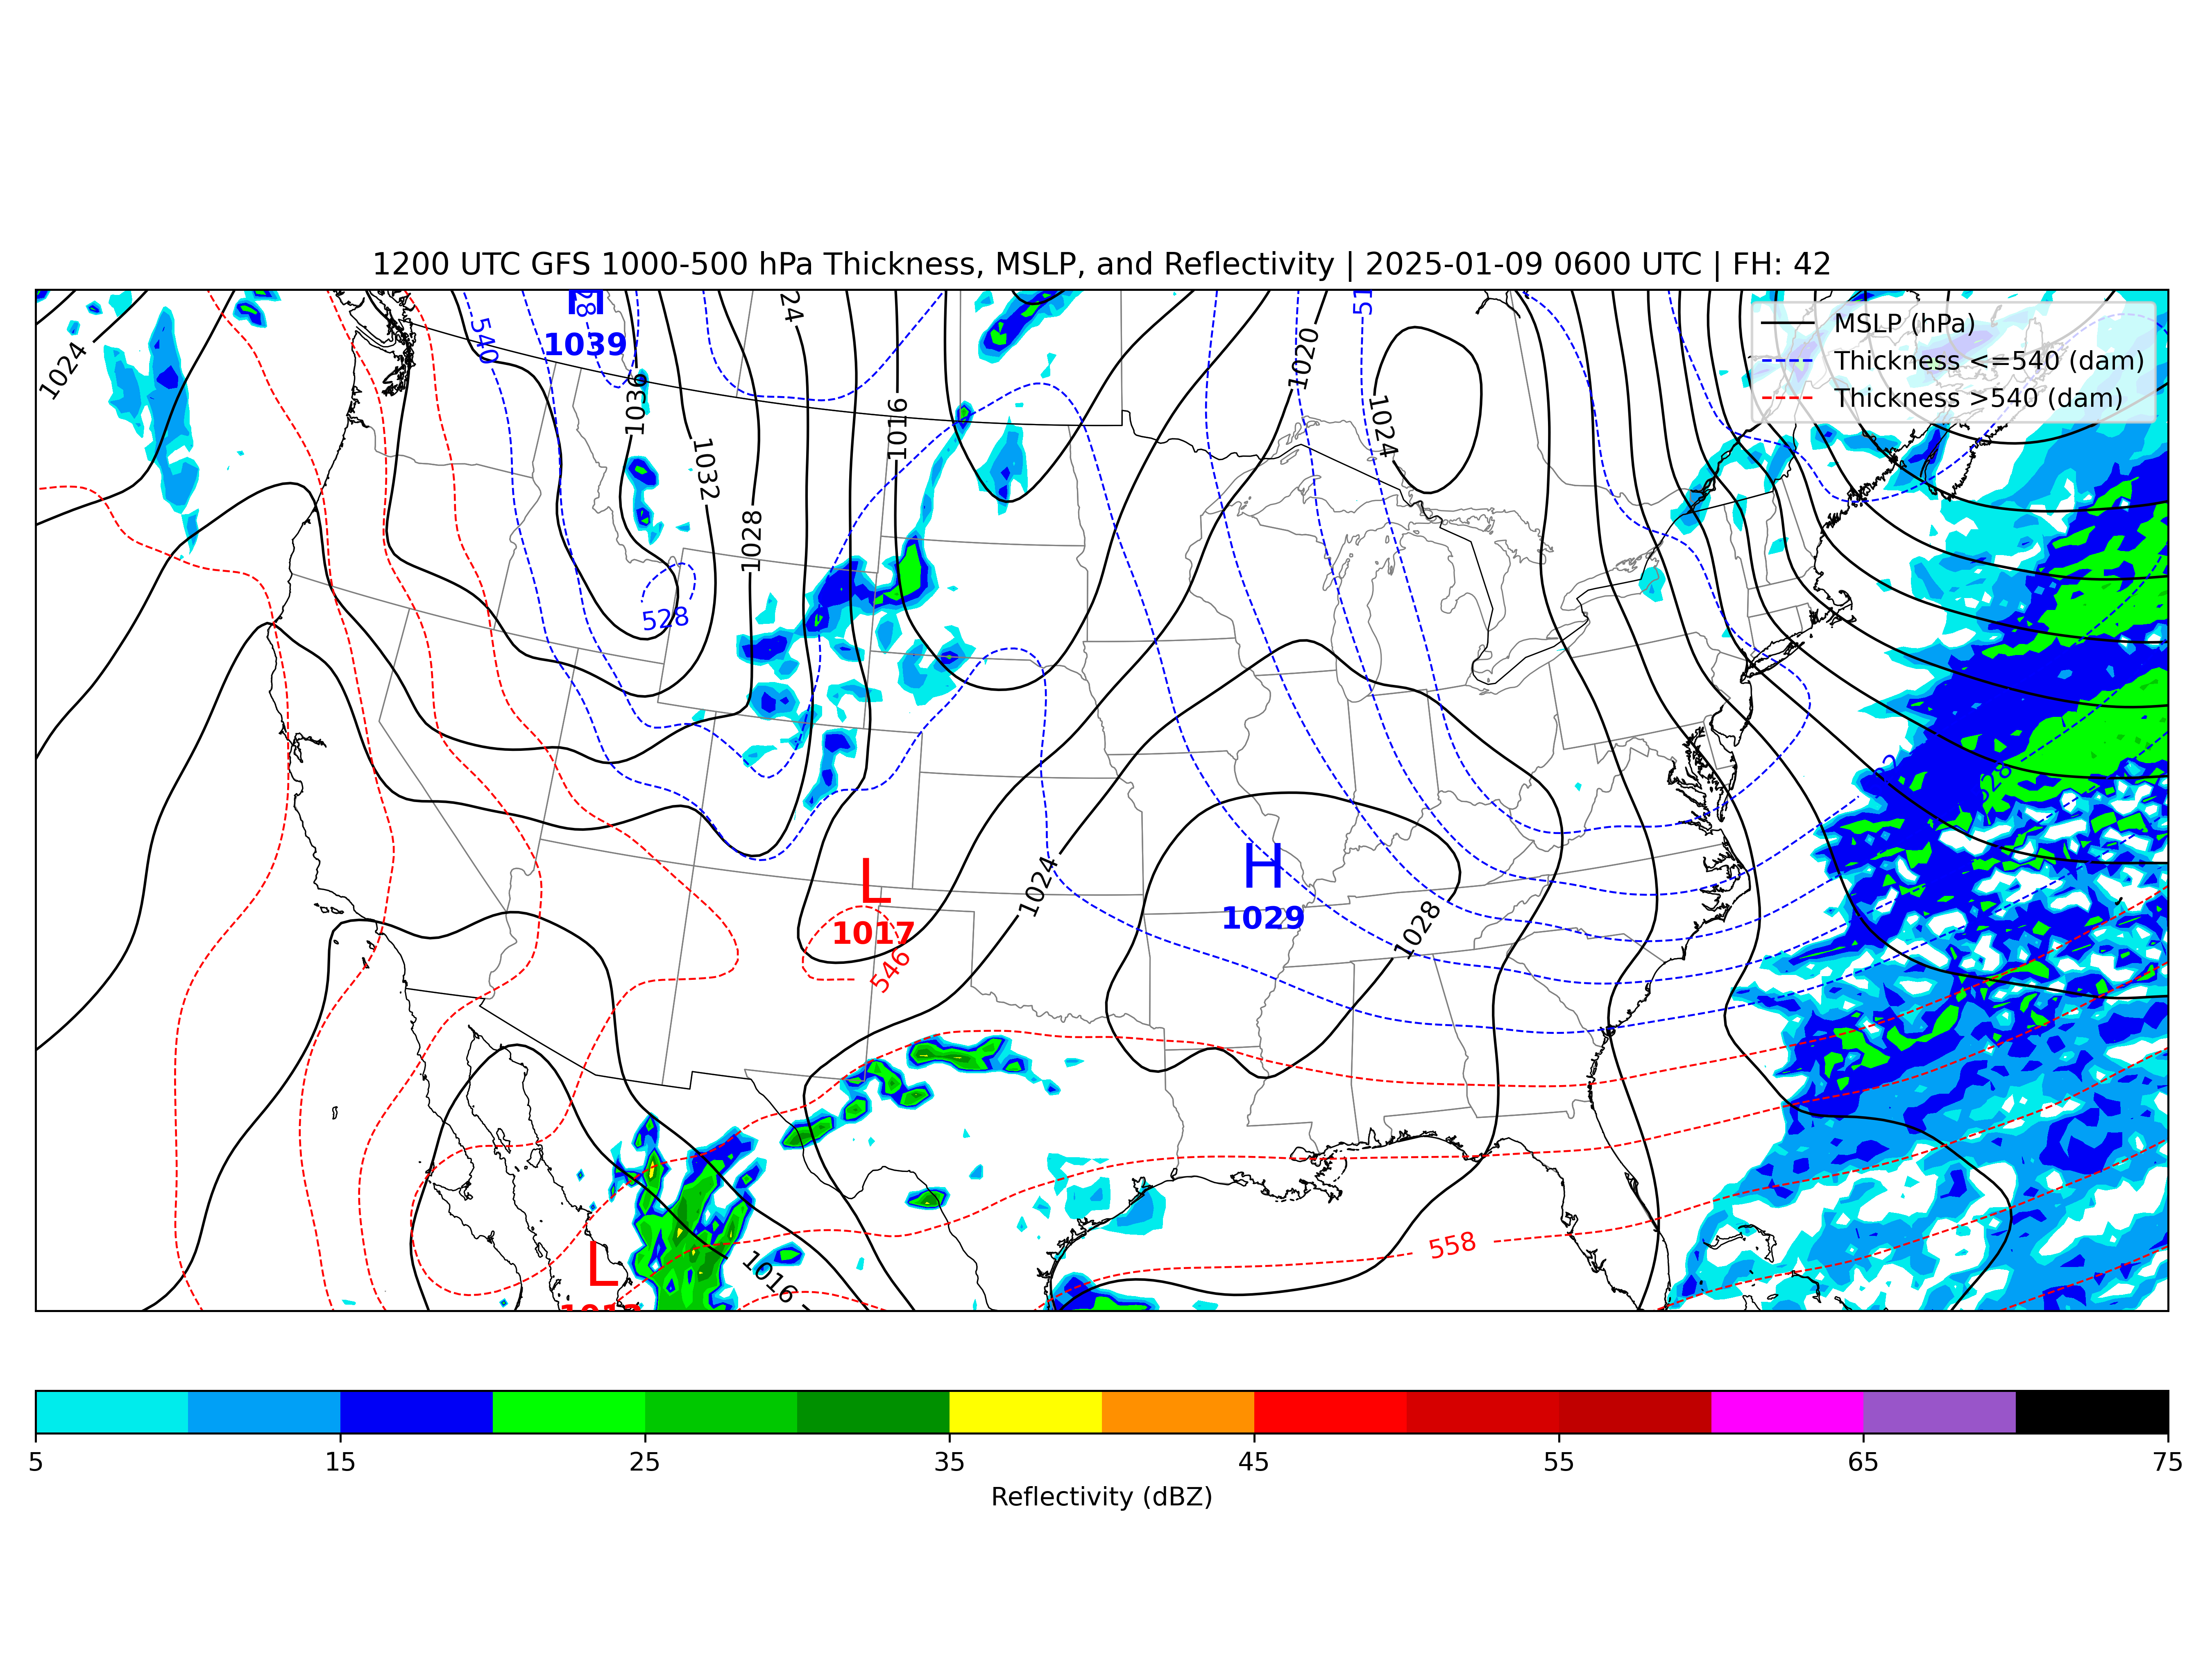 1200 UTC GFS 1000-500 hPa Thickness, MSLP, and Reflectivity | 2025-01-09 0600 UTC | FH: 42
MSLP (hPa)
Thickness <=540 (dam)
Thickness >540 (dam)
H
1039
540
1024
1036
1032
1028
1016
1020
1024
528
L
1017
546
1024
H
1029
1028
558
L
1016
5
15
25
35
45
55
65
75
Reflectivity (dBZ)